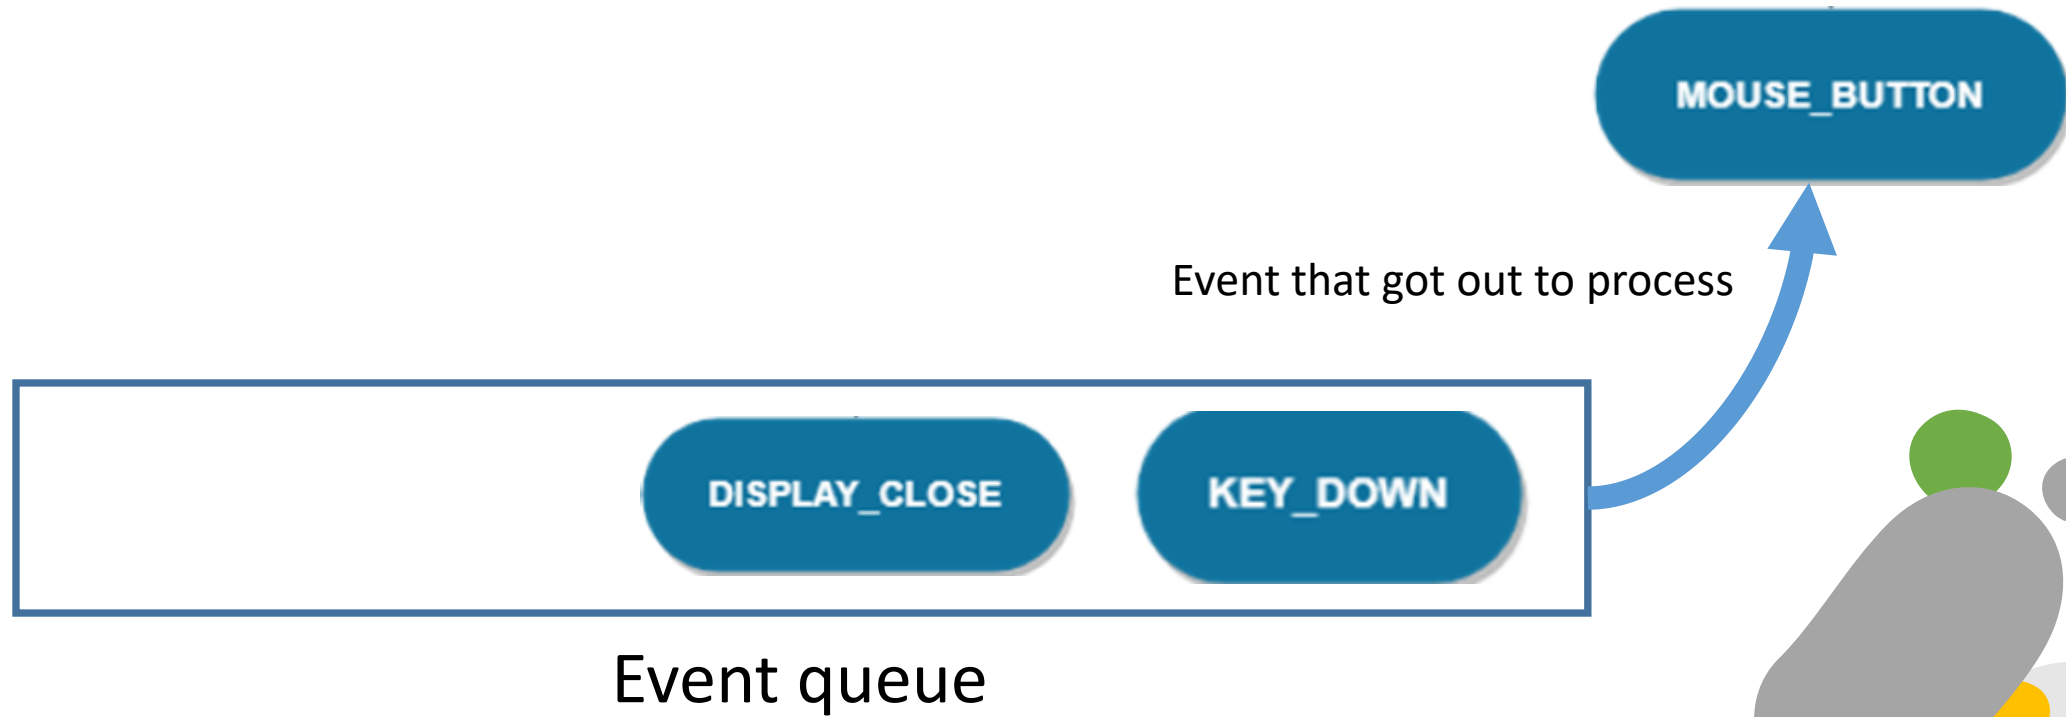 MOUSE_BUTTON
Event that got out to process
DISPLAY_CLOSE
KEY_DOWN
Event queue